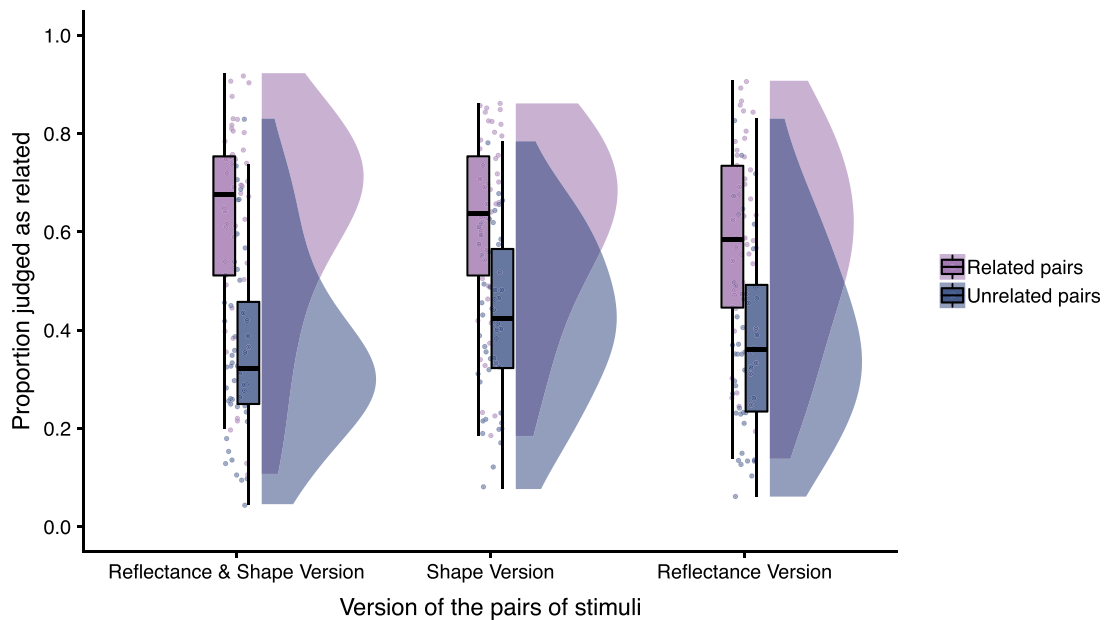 Proportion judged as related
1.0
0.8
0.6
0.4
0.2
0.0
Reflectance & Shape Version
Shape Version
Reflectance Version
Version of the pairs of stimuli
Related pairs
Unrelated pairs